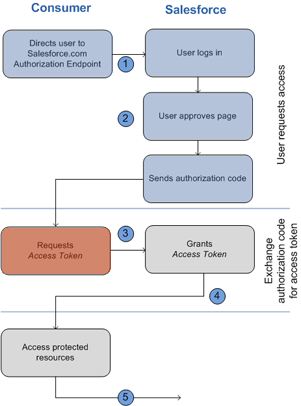 Consumer
Salesforce
Directs user to
Salesforce.com
Authorization Endpoint
1
User logs in
2
User approves page
Sends authorization code
User requests access
Requests
Access Token
3
Grants
Access Token
4
Exchange
authorization code
for access token
Access protected
resources
5